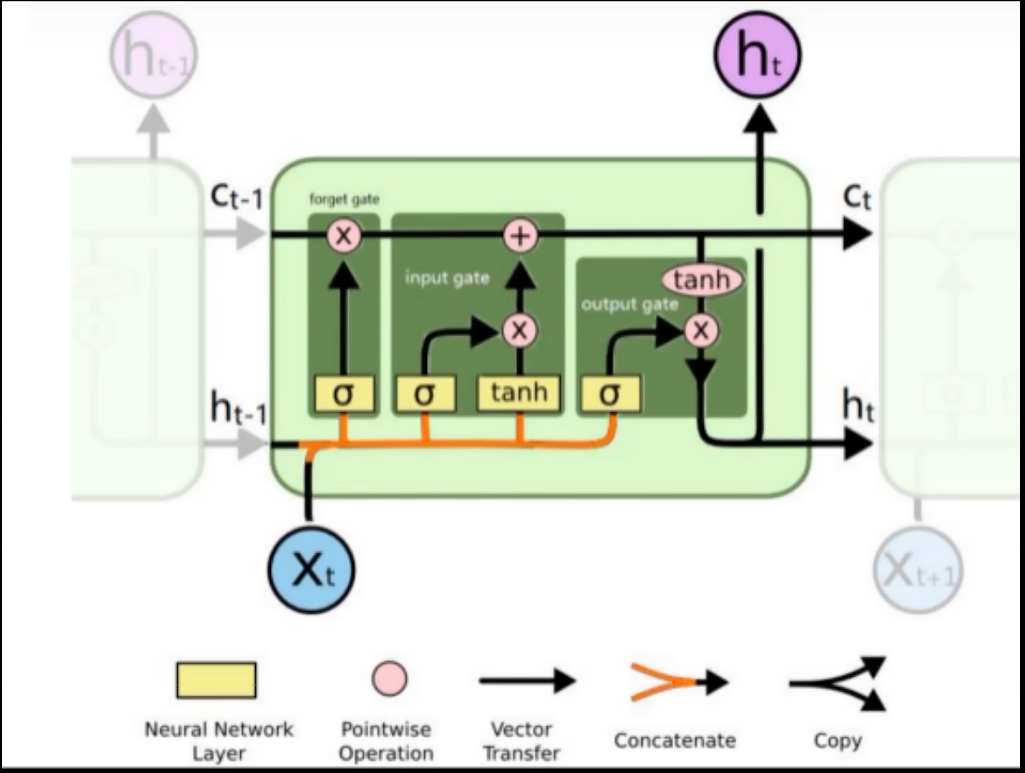 ht-1
ht
Ct-1
forget gate
Ct
x
+
input gate
tanh
output gate
x
x
σ
σ
tanh
σ
ht-1
ht
Xt
Xt+1
Neural Network
Layer
Pointwise
Operation
Vector
Transfer
Concatenate
Copy